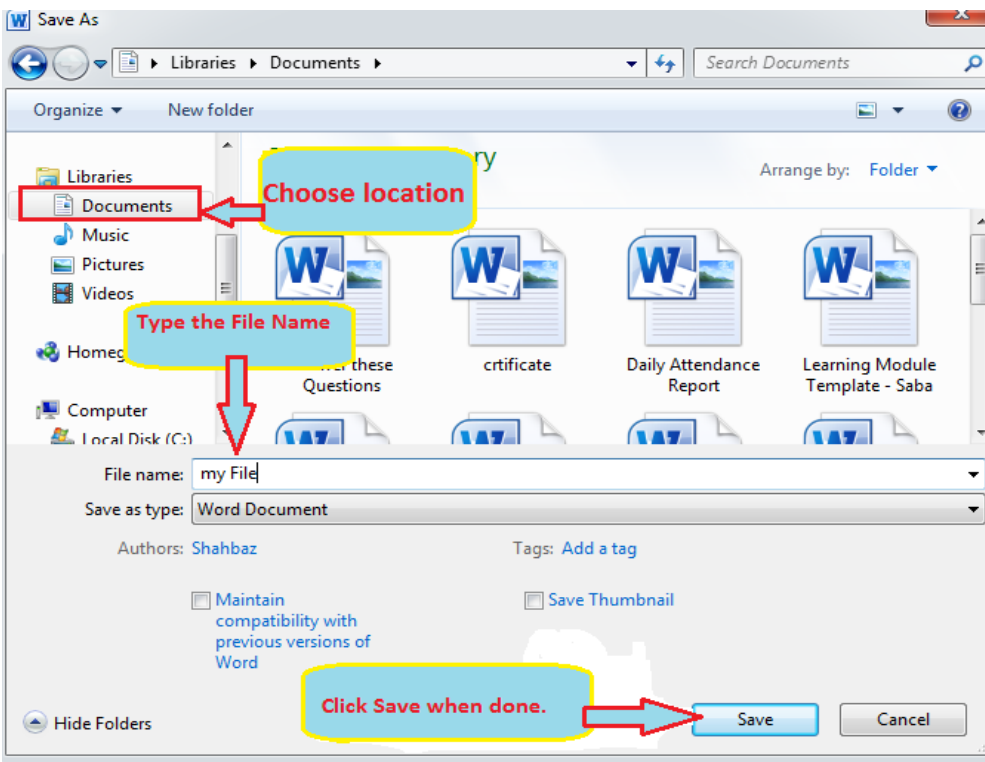 Save As
Libraries Documents
Search Documents
Organize
New folder
ry
Arrange by: Folder
Libraries
Documents
Music
Pictures
Videos
Choose location
Type the File Name
Homeg
Computer
Local Disk (C:)
these
Questions
crtificate
Daily Attendance
Report
Learning Module
Template - Saba
File name: my File
Save as type: Word Document
Authors: Shahbaz
Tags: Add a tag
Maintain
compatibility with
previous versions of
Word
Save Thumbnail
Click Save when done.
Hide Folders
Save
Cancel